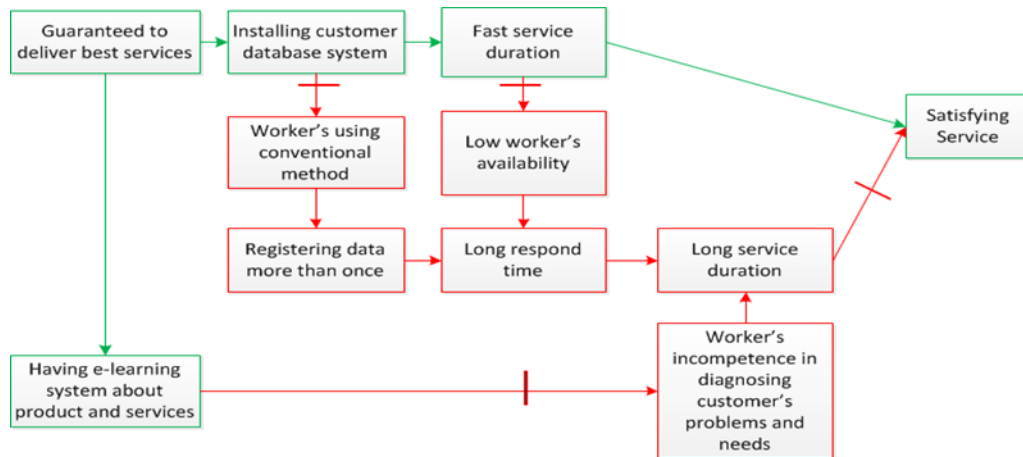 Guaranteed to
deliver best services
Installing customer
database system
Fast service
duration
Satisfying
Service
Worker's using
conventional
method
Low worker's
availability
Registering data
more than once
Long respond
time
Long service
duration
Having e-learning
system about
product and services
Worker's
incompetence in
diagnosing
customer's
problems and
needs